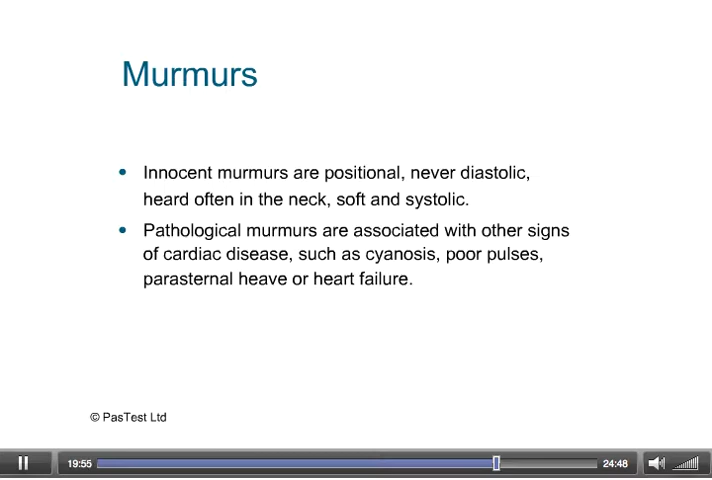 Murmurs
• Innocent murmurs are positional, never diastolic,
heard often in the neck, soft and systolic.
• Pathological murmurs are associated with other signs
of cardiac disease, such as cyanosis, poor pulses,
parasternal heave or heart failure.
© PasTest Ltd
19:55 24:48